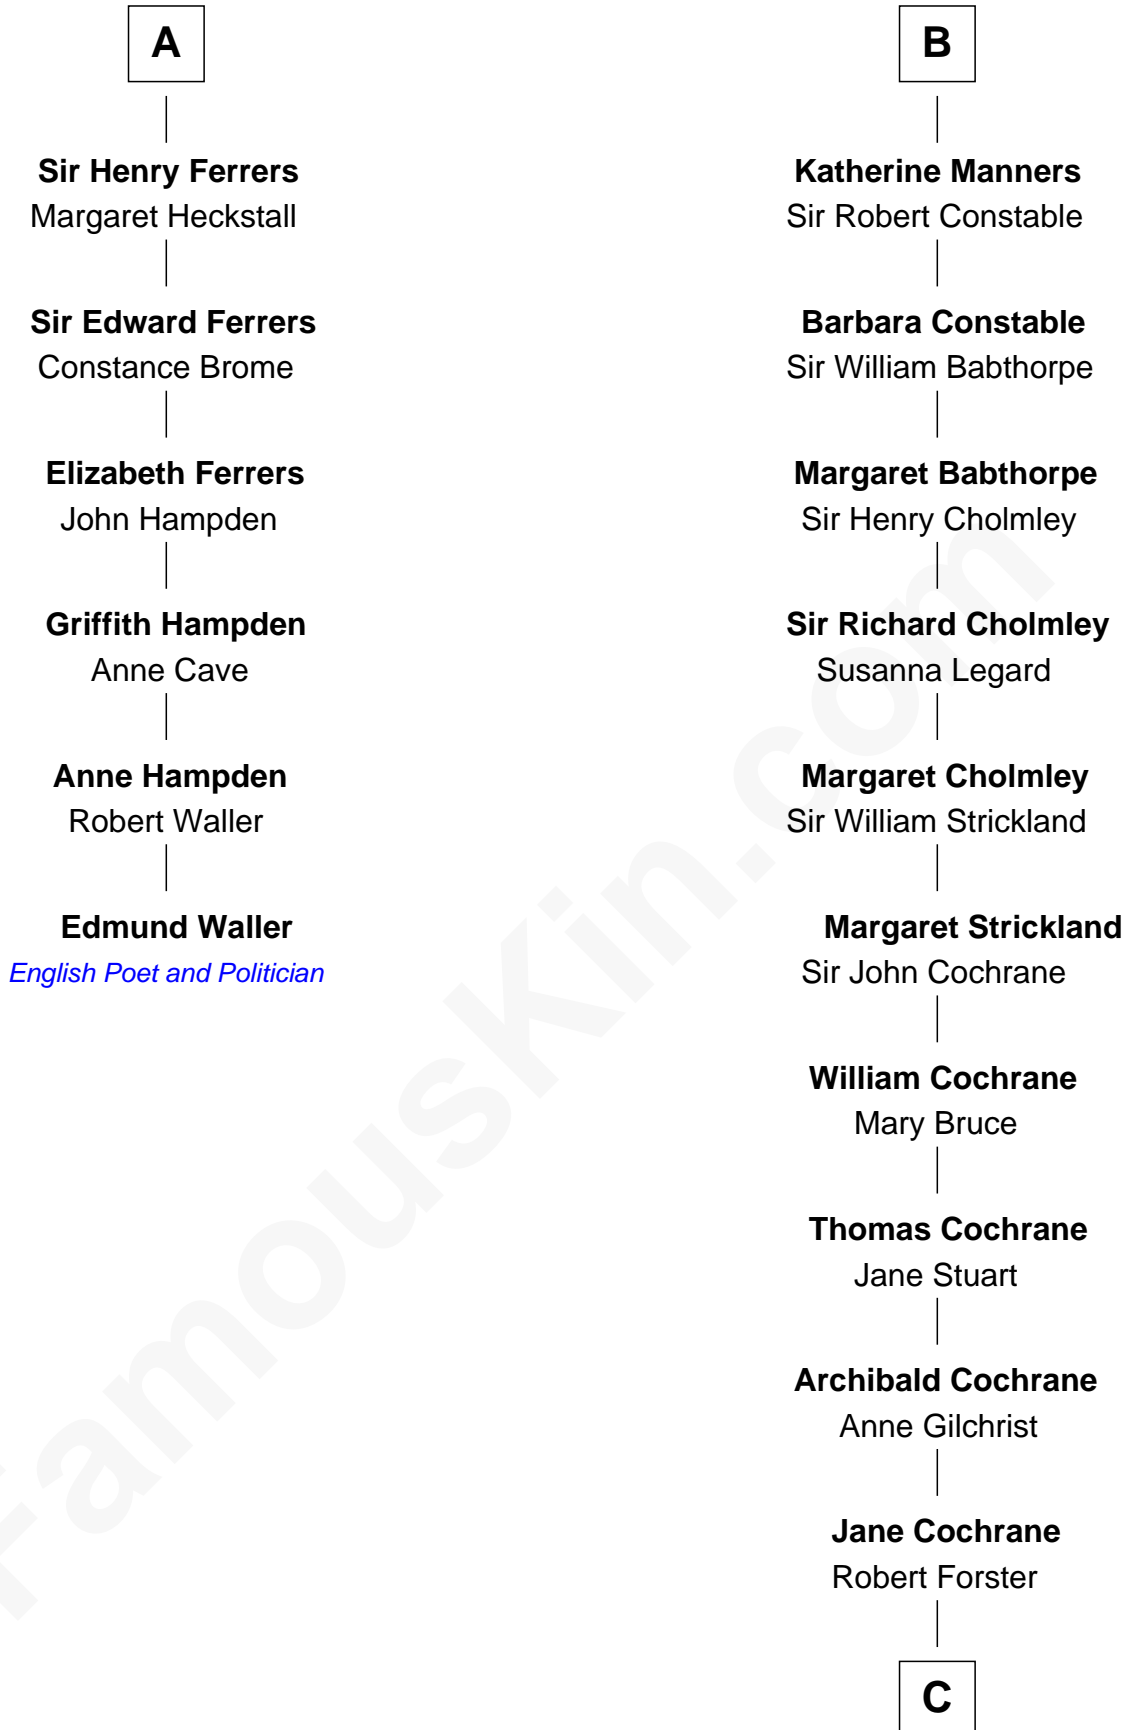 A
Sir Henry Ferrers
Margaret Heckstall
Sir Edward Ferrers
Constance Brome
Elizabeth Ferrers
John Hampden
Griffith Hampden
Anne Cave
Anne Hampden
Robert Waller
Edmund Waller
English Poet and Politician
B
Katherine Manners
Sir Robert Constable
Barbara Constable
Sir William Babthorpe
Margaret Babthorpe
Sir Henry Cholmley
Sir Richard Cholmley
Susanna Legard
Margaret Cholmley
Sir William Strickland
Margaret Strickland
Sir John Cochrane
William Cochrane
Mary Bruce
Thomas Cochrane
Jane Stuart
Archibald Cochrane
Anne Gilchrist
Jane Cochrane
Robert Forster
C
FamousKin.com